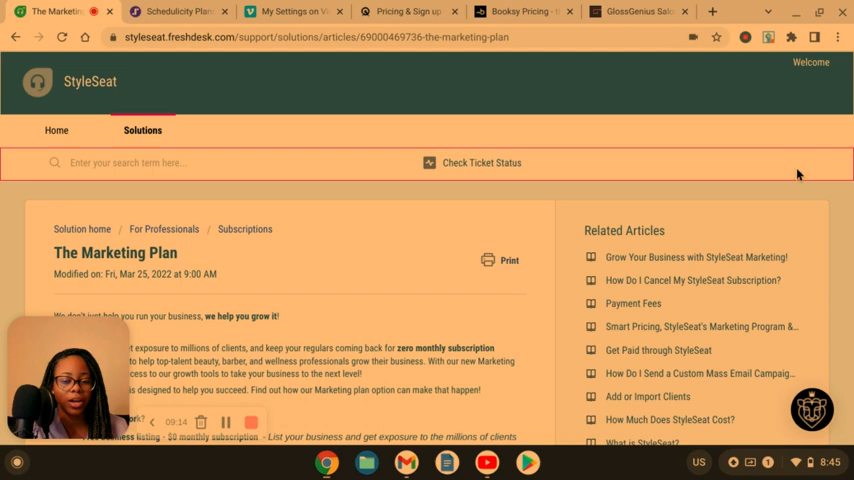 The Marketing
Schedulicity Plan
My Settings on Vi
Pricing & Sign up
Booksy Pricing - t
GlossGenius Salo
styleseat.freshdesk.com/support/solutions/articles/69000469736-the-marketing-plan
Welcome
StyleSeat
Home
Solutions
Enter your search term here...
Check Ticket Status
Solution home / For Professionals / Subscriptions
The Marketing Plan
Print
Modified on: Fri, Mar 25, 2022 at 9:00 AM
We don't just help you run your business, we help you grow it!
t exposure to millions of clients, and keep your regulars coming back for zero monthly subscription
to help top-talent beauty, barber, and wellness professionals grow their business. With our new Marketing
cess to our growth tools to take your business to the next level!
is designed to help you succeed. Find out how our Marketing plan option can make that happen!
ork?
09:14
business listing - $0 monthly subscription - List your business and get exposure to the millions of clients
Related Articles
Grow Your Business with StyleSeat Marketing!
How Do I Cancel My StyleSeat Subscription?
Payment Fees
Smart Pricing, StyleSeat's Marketing Program &...
Get Paid through StyleSeat
How Do I Send a Custom Mass Email Campaig...
Add or Import Clients
How Much Does StyleSeat Cost?
What is StyleSeat?
US
1
8:45